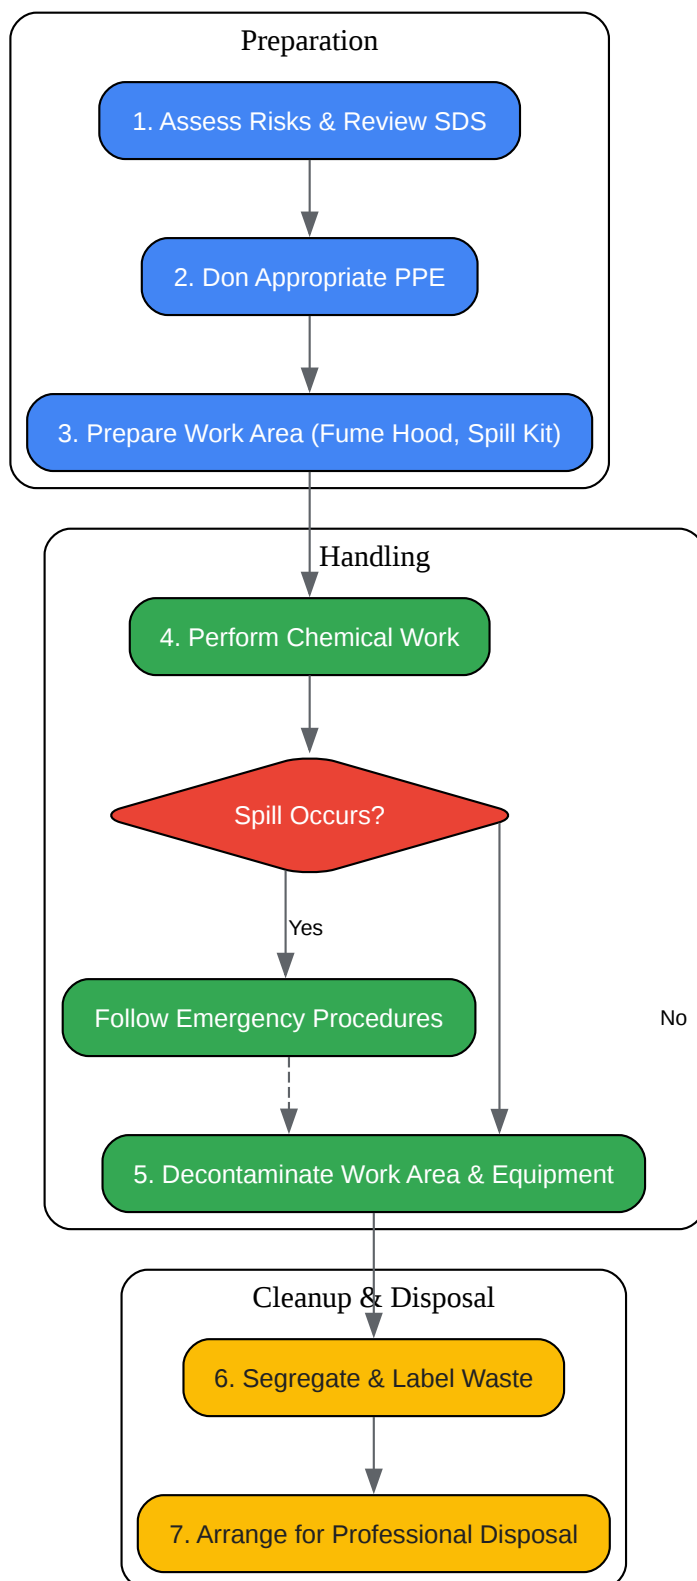 Preparation
1. Assess Risks & Review SDS
2. Don Appropriate PPE
3. Prepare Work Area (Fume Hood, Spill Kit)
Handling
4. Perform Chemical Work
Spill Occurs?
Yes
Follow Emergency Procedures
No
5. Decontaminate Work Area & Equipment
Cleanup & Disposal
6. Segregate & Label Waste
7. Arrange for Professional Disposal